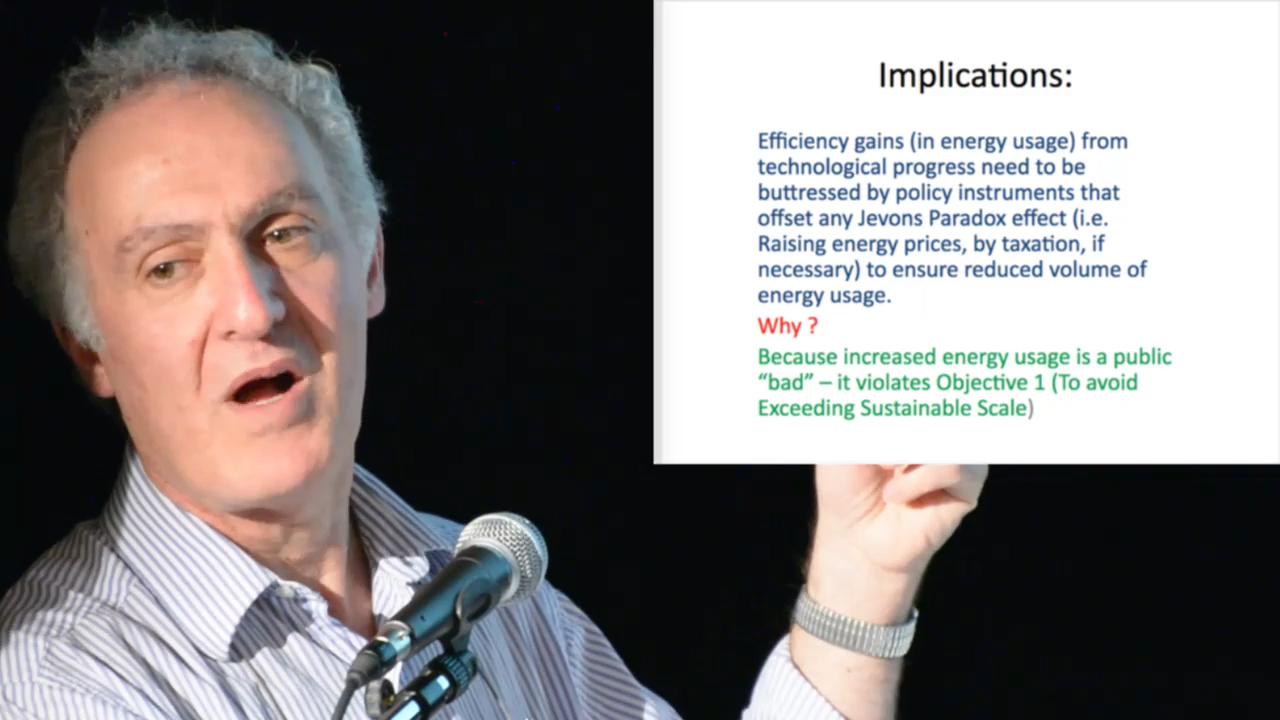 Implications:
Efficiency gains (in energy usage) from
technological progress need to be
buttressed by policy instruments that
offset any Jevons Paradox effect (i.e.
Raising energy prices, by taxation, if
necessary) to ensure reduced volume of
energy usage.
Why ?
Because increased energy usage is a public
“bad” – it violates Objective 1 (To avoid
Exceeding Sustainable Scale)